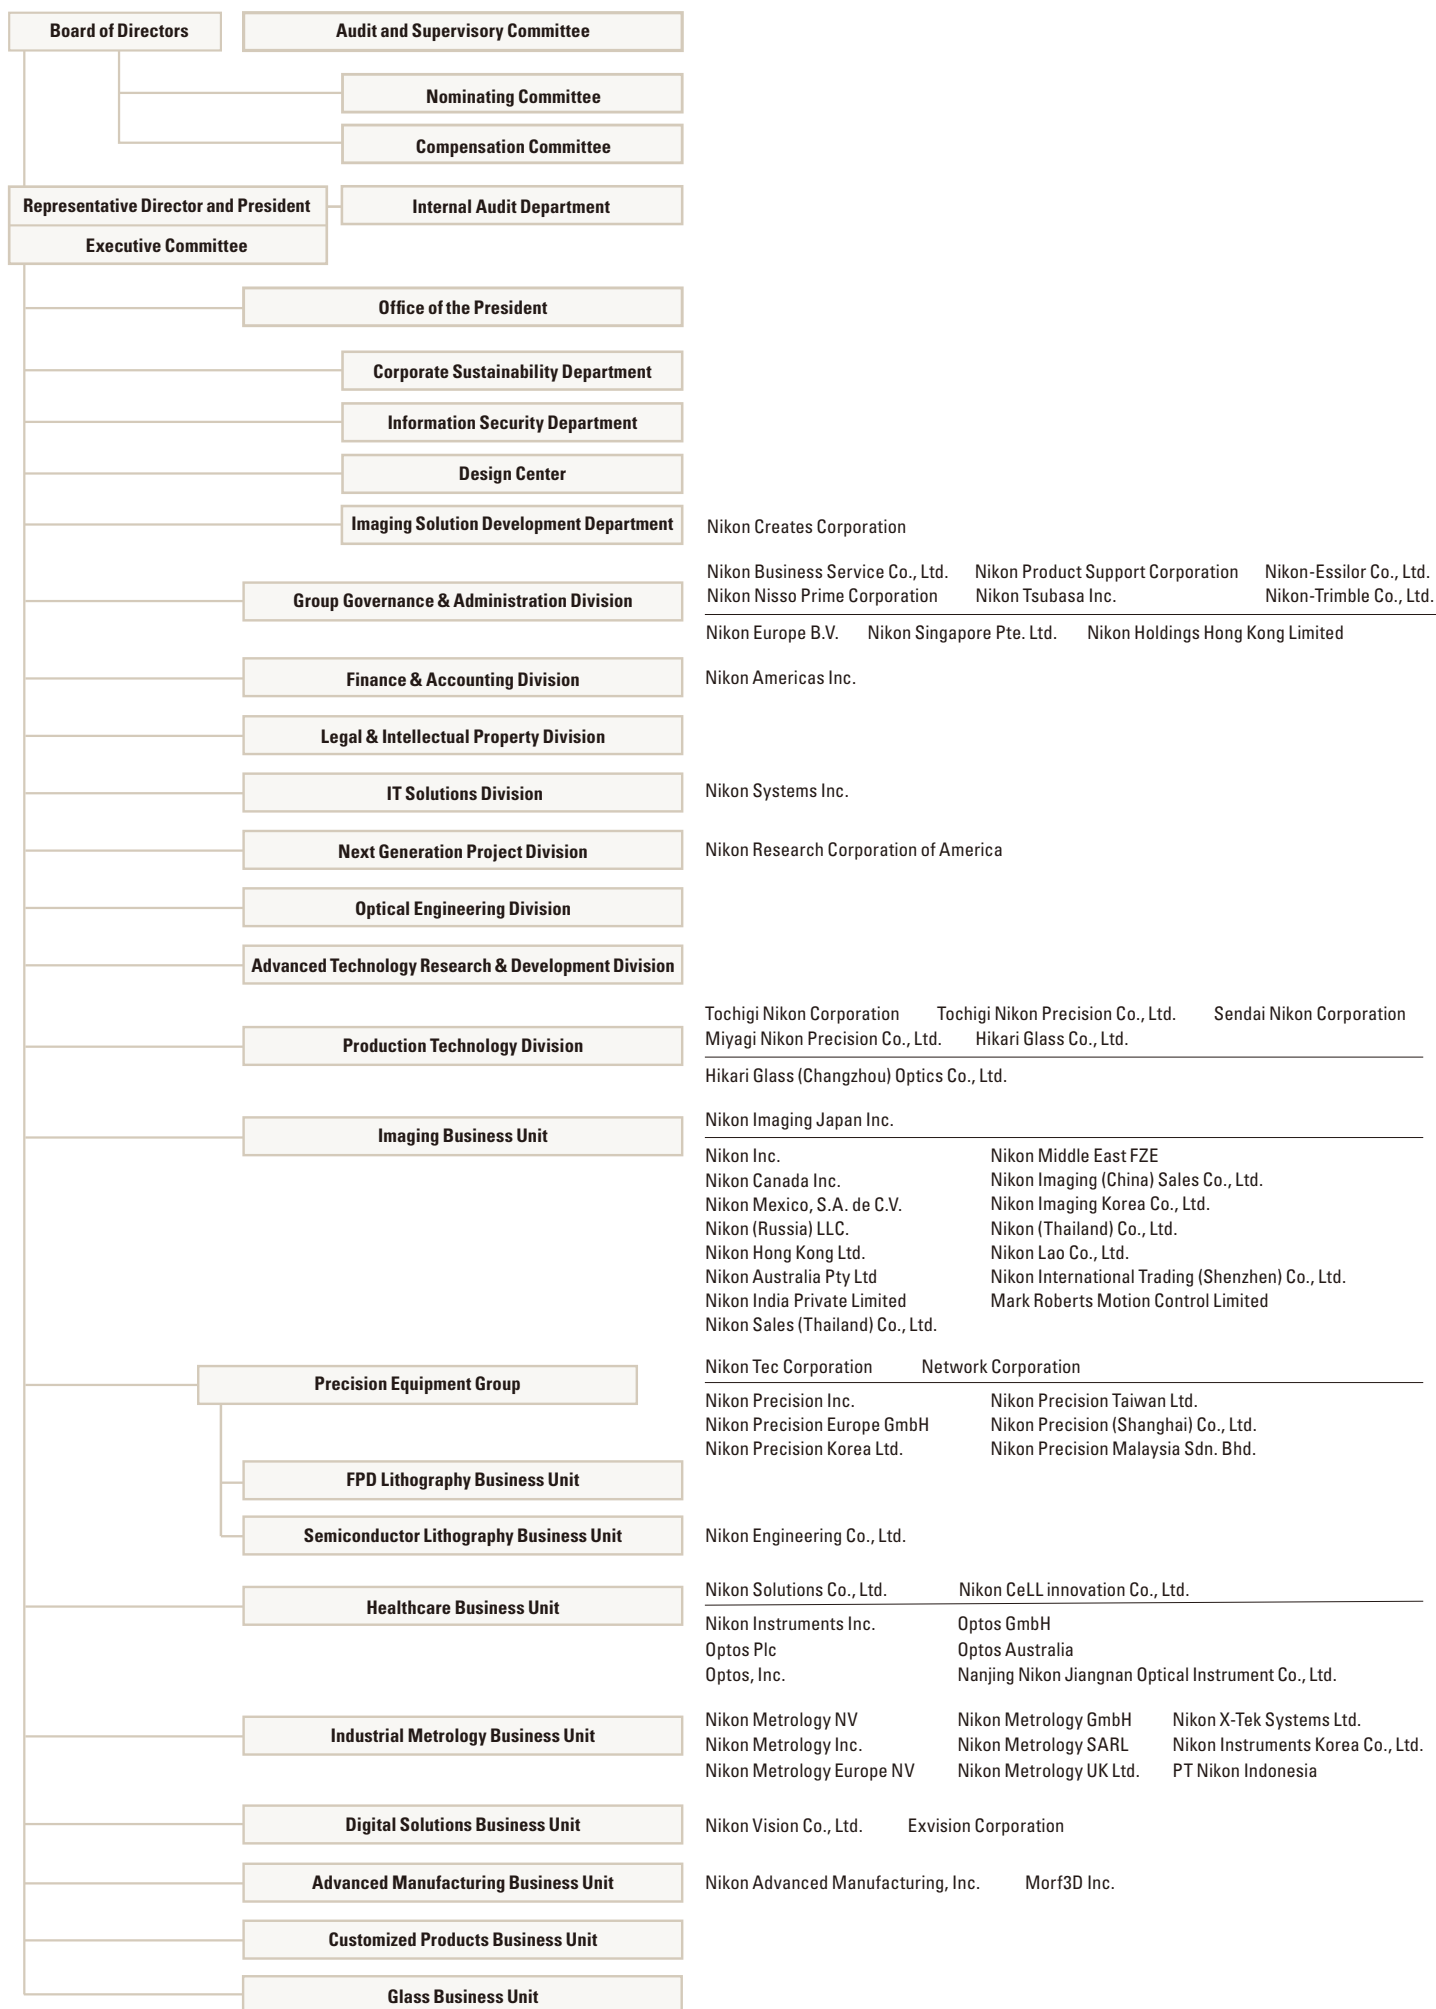 Board of Directors
Audit and Supervisory Committee
Nominating Committee
Compensation Committee
Representative Director and President
Internal Audit Department
Executive Committee
Office of the President
Corporate Sustainability Department
Information Security Department
Design Center
Imaging Solution Development Department
Nikon Creates Corporation
Group Governance & Administration Division
Nikon Business Service Co., Ltd. Nikon Product Support Corporation Nikon-Essilor Co., Ltd.
Nikon Nisso Prime Corporation Nikon Tsubasa Inc. Nikon-Trimble Co., Ltd.
Nikon Europe B.V. Nikon Singapore Pte. Ltd. Nikon Holdings Hong Kong Limited
Finance & Accounting Division
Nikon Americas Inc.
Legal & Intellectual Property Division
IT Solutions Division
Nikon Systems Inc.
Next Generation Project Division
Nikon Research Corporation of America
Optical Engineering Division
Advanced Technology Research & Development Division
Production Technology Division
Tochigi Nikon Corporation Tochigi Nikon Precision Co., Ltd. Sendai Nikon Corporation
Miyagi Nikon Precision Co., Ltd. Hikari Glass Co., Ltd.
Hikari Glass (Changzhou) Optics Co., Ltd.
Imaging Business Unit
Nikon Imaging Japan Inc.
Nikon Inc. Nikon Middle East FZE
Nikon Canada Inc. Nikon Imaging (China) Sales Co., Ltd.
Nikon Mexico, S.A. de C.V. Nikon Imaging Korea Co., Ltd.
Nikon (Russia) LLC. Nikon (Thailand) Co., Ltd.
Nikon Hong Kong Ltd. Nikon Lao Co., Ltd.
Nikon Australia Pty Ltd Nikon International Trading (Shenzhen) Co., Ltd.
Nikon India Private Limited Mark Roberts Motion Control Limited
Nikon Sales (Thailand) Co., Ltd.
Precision Equipment Group
Nikon Tec Corporation Network Corporation
Nikon Precision Inc. Nikon Precision Taiwan Ltd.
Nikon Precision Europe GmbH Nikon Precision (Shanghai) Co., Ltd.
Nikon Precision Korea Ltd. Nikon Precision Malaysia Sdn. Bhd.
FPD Lithography Business Unit
Semiconductor Lithography Business Unit
Nikon Engineering Co., Ltd.
Healthcare Business Unit
Nikon Solutions Co., Ltd. Nikon CeLL innovation Co., Ltd.
Nikon Instruments Inc. Optos GmbH
Optos Plc Optos Australia
Optos, Inc. Nanjing Nikon Jiangnan Optical Instrument Co., Ltd.
Industrial Metrology Business Unit
Nikon Metrology NV Nikon Metrology GmbH Nikon X-Tek Systems Ltd.
Nikon Metrology Inc. Nikon Metrology SARL Nikon Instruments Korea Co., Ltd.
Nikon Metrology Europe NV Nikon Metrology UK Ltd. PT Nikon Indonesia
Digital Solutions Business Unit
Nikon Vision Co., Ltd. Exvision Corporation
Advanced Manufacturing Business Unit
Nikon Advanced Manufacturing, Inc. Morf3D Inc.
Customized Products Business Unit
Glass Business Unit